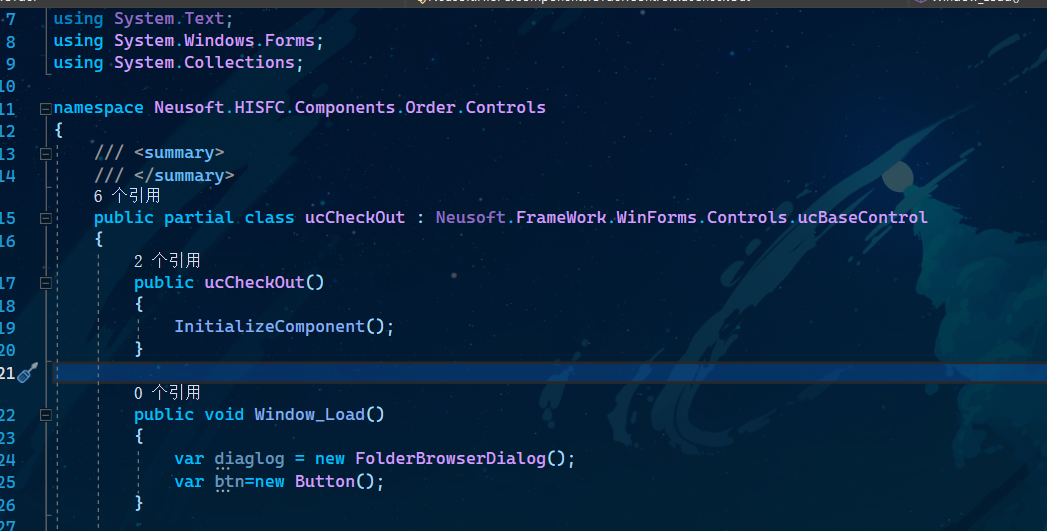 7 using System.Text;
8 using System.Windows.Forms;
9 using System.Collections;
10
11 namespace Neusoft.HISFC.Components.Order.Controls
12 {
13 /// <summary>
14 /// </summary>
6 个引用
15 public partial class ucCheckOut : Neusoft.FrameWork.WinForms.Controls.ucBaseControl
16 {
2 个引用
17 public ucCheckOut()
18 {
19 InitializeComponent();
20 }
21
0 个引用
22 public void Window_Load()
23 {
24 var diaglog = new FolderBrowserDialog();
25 var btn=new Button();
26 }
27